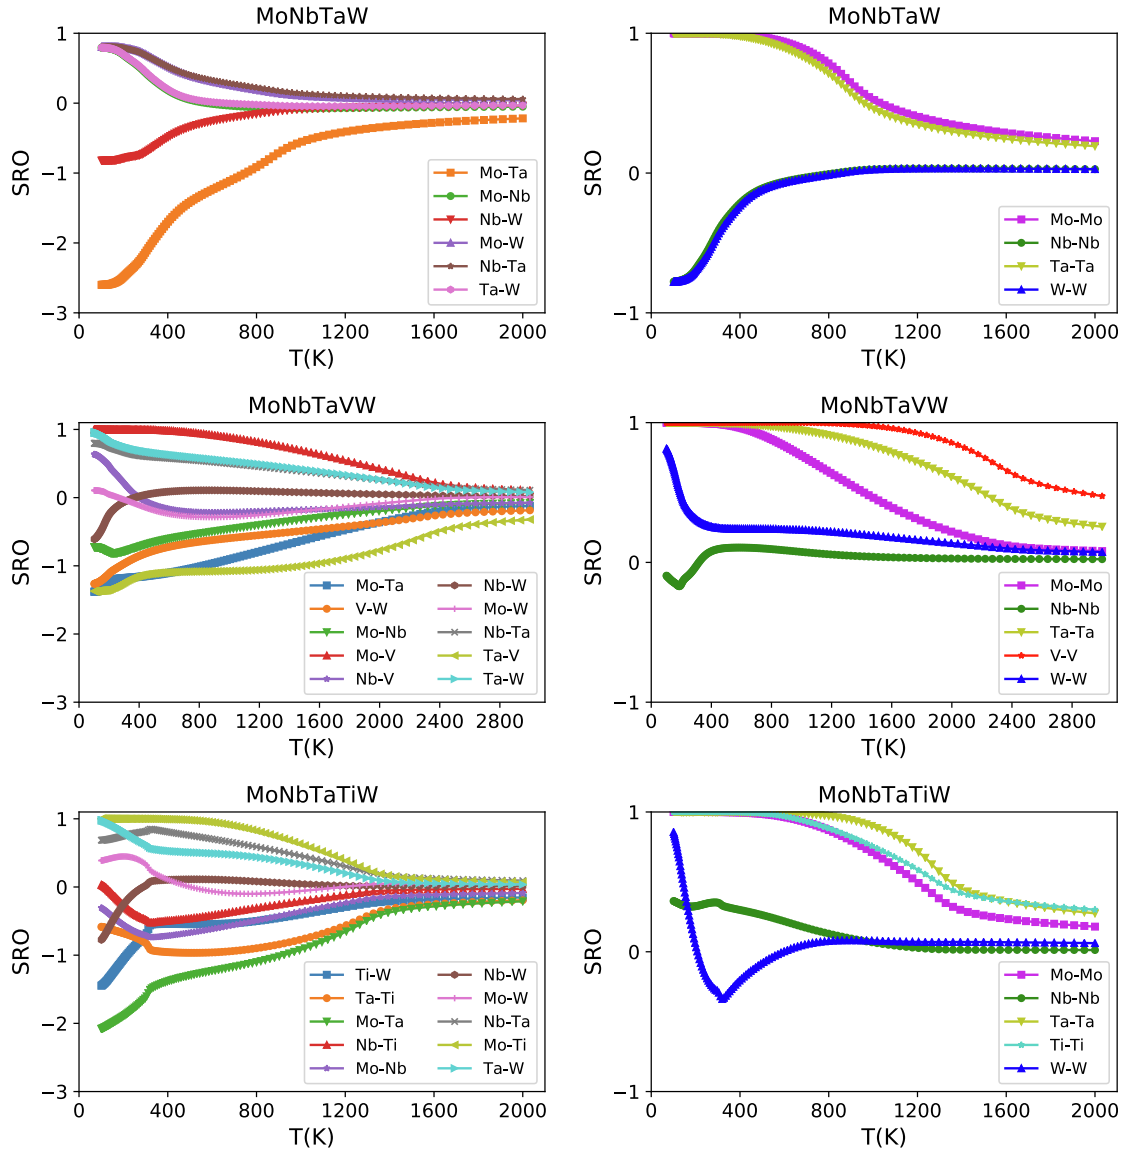 MoNbTaW
1
0
−1
−2
−3
SRO
0 400 800 1200 1600 2000
T(K)
Mo-Ta
Mo-Nb
Nb-W
Mo-W
Nb-Ta
Ta-W
MoNbTaW
1
0
−1
SRO
0 400 800 1200 1600 2000
T(K)
Mo-Mo
Nb-Nb
Ta-Ta
W-W
MoNbTaVW
1
0
−1
−2
−3
SRO
0 400 800 1200 1600 2000 2400 2800
T(K)
Mo-Ta
V-W
Mo-Nb
Mo-V
Nb-V
Nb-W
Mo-W
Nb-Ta
Ta-V
Ta-W
MoNbTaVW
1
0
−1
SRO
0 400 800 1200 1600 2000 2400 2800
T(K)
Mo-Mo
Nb-Nb
Ta-Ta
V-V
W-W
MoNbTaTiW
1
0
−1
−2
−3
SRO
0 400 800 1200 1600 2000
T(K)
Ti-W
Ta-Ti
Mo-Ta
Nb-Ti
Mo-Nb
Nb-W
Mo-W
Nb-Ta
Mo-Ti
Ta-W
MoNbTaTiW
1
0
−1
SRO
0 400 800 1200 1600 2000
T(K)
Mo-Mo
Nb-Nb
Ta-Ta
Ti-Ti
W-W